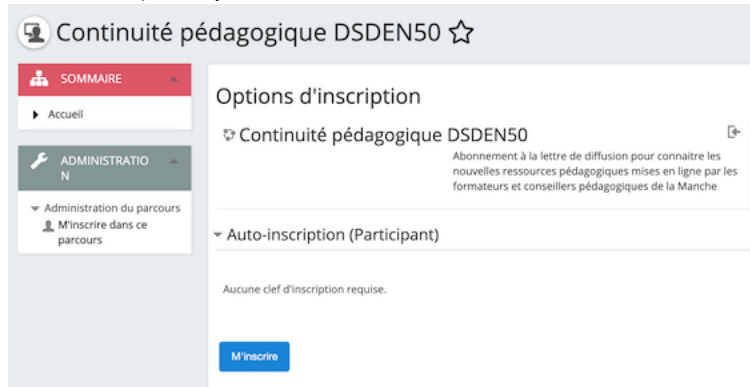 Continuité pédagogique DSDEN50
SOMMAIRE
Accueil
ADMINISTRATIO
N
Administration du parcours
M'inscrire dans ce
parcours
Options d'inscription
Continuité pédagogique DSDEN50
Abonnement à la lettre de diffusion pour connaitre les
nouvelles ressources pédagogiques mises en ligne par les
formateurs et conseillers pédagogiques de la Manche
Auto-inscription (Participant)
Aucune clef d'inscription requise.
M'inscrire